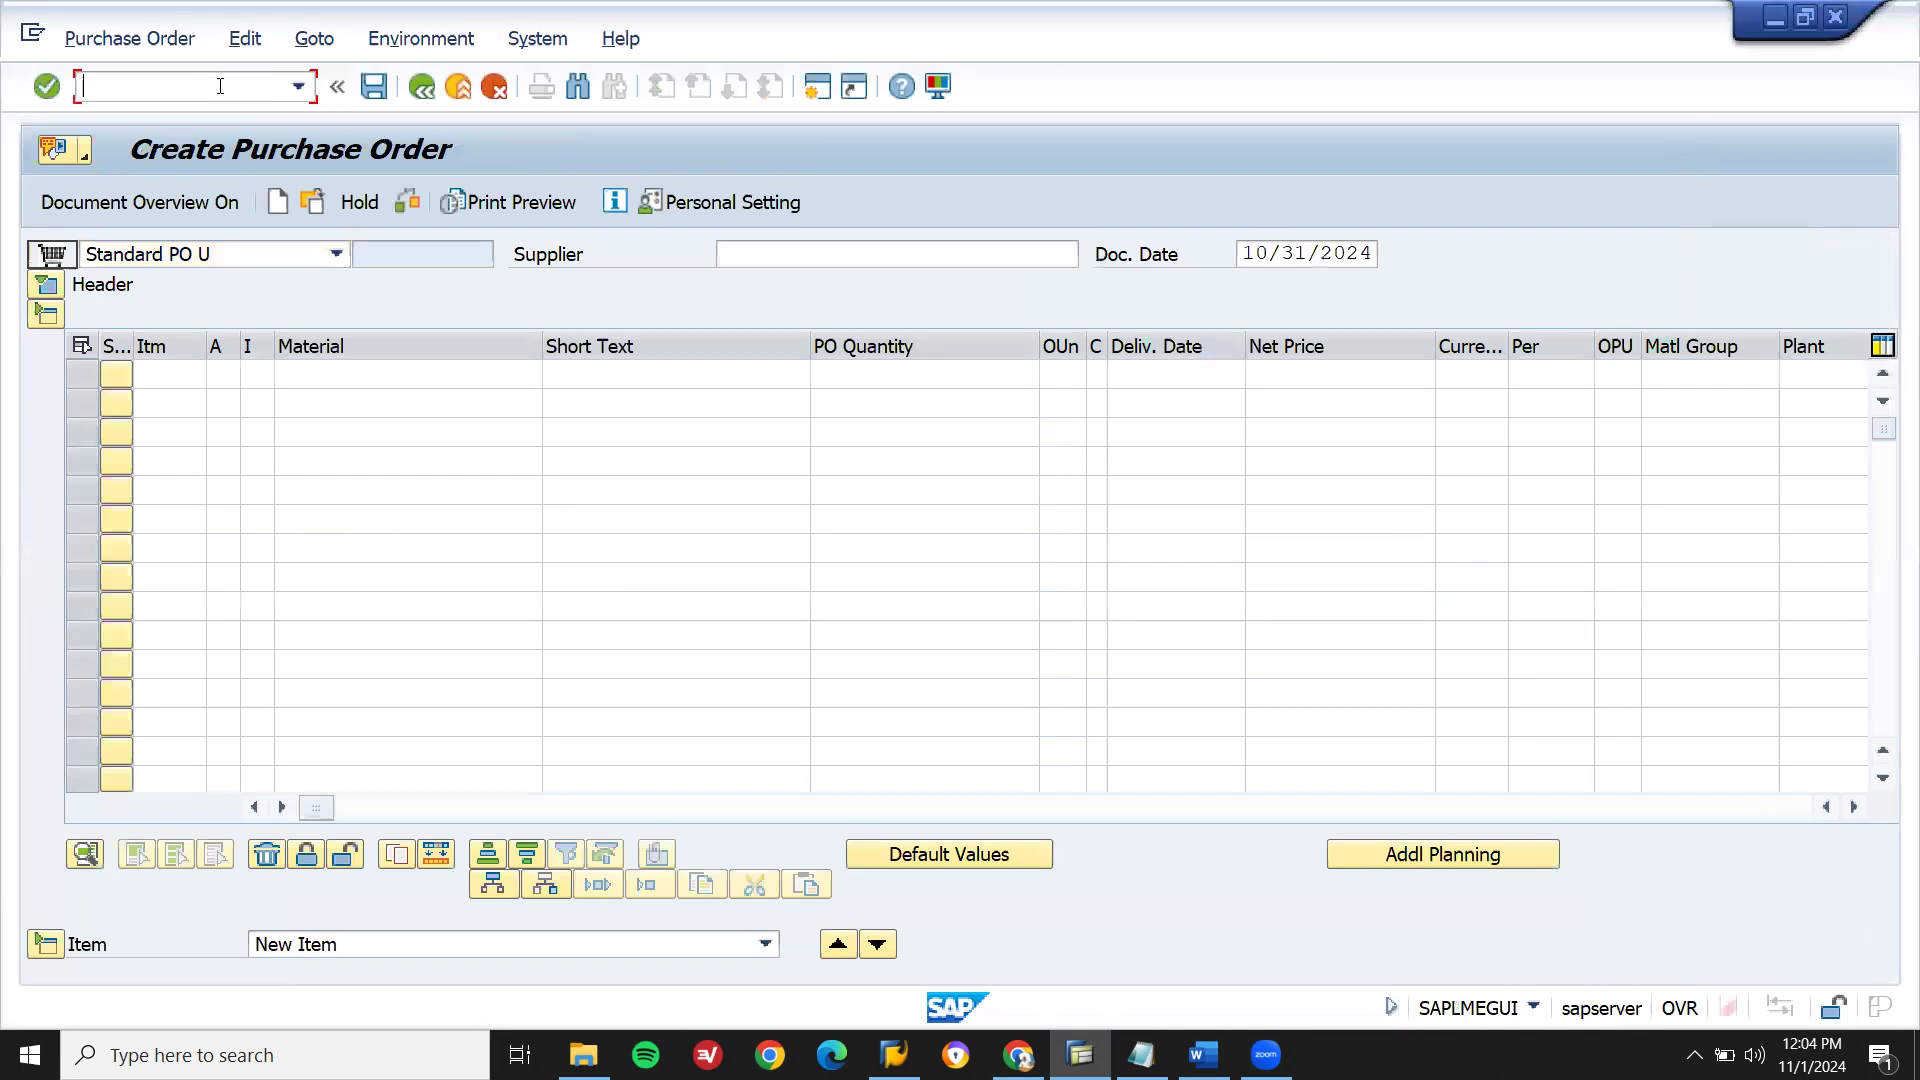 Purchase Order Edit Goto Environment System Help
Create Purchase Order
Document Overview On Hold Print Preview Personal Setting
Standard PO U Supplier Doc. Date 10/31/2024
Header
S... Itm A I Material Short Text PO Quantity OUn C Deliv. Date Net Price Curre... Per OPU Matl Group Plant
Default Values Addl Planning
Item New Item
SAP SAPLMEGUI sapserver OVR
Type here to search zoom 12:04 PM
11/1/2024 1